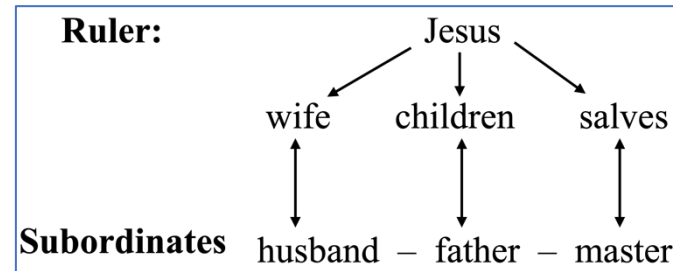 Ruler: Jesus
wife children salves
Subordinates husband – father – master